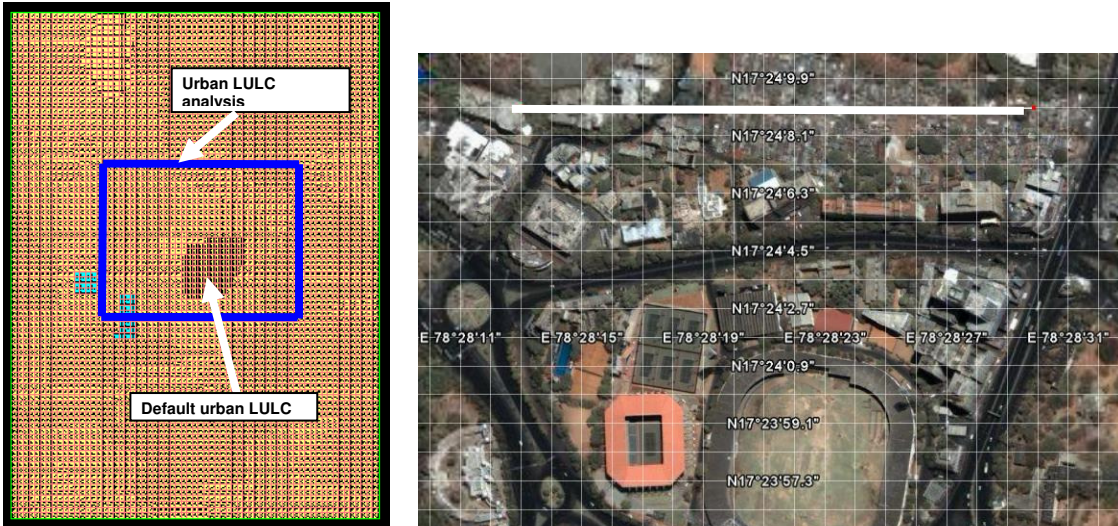 Urban LULC
analysis
Default urban LULC
N17°24'9.9"
N17°24'8.1"
N17°24'6.3"
N17°24'4.5"
N17°24'2.7"
E 78°28'11" E 78°28'15" E 78°28'19" E 78°28'23" E 78°28'27" E 78°28'31"
N17°24'0.9"
N17°23'59.1"
N17°23'57.3"